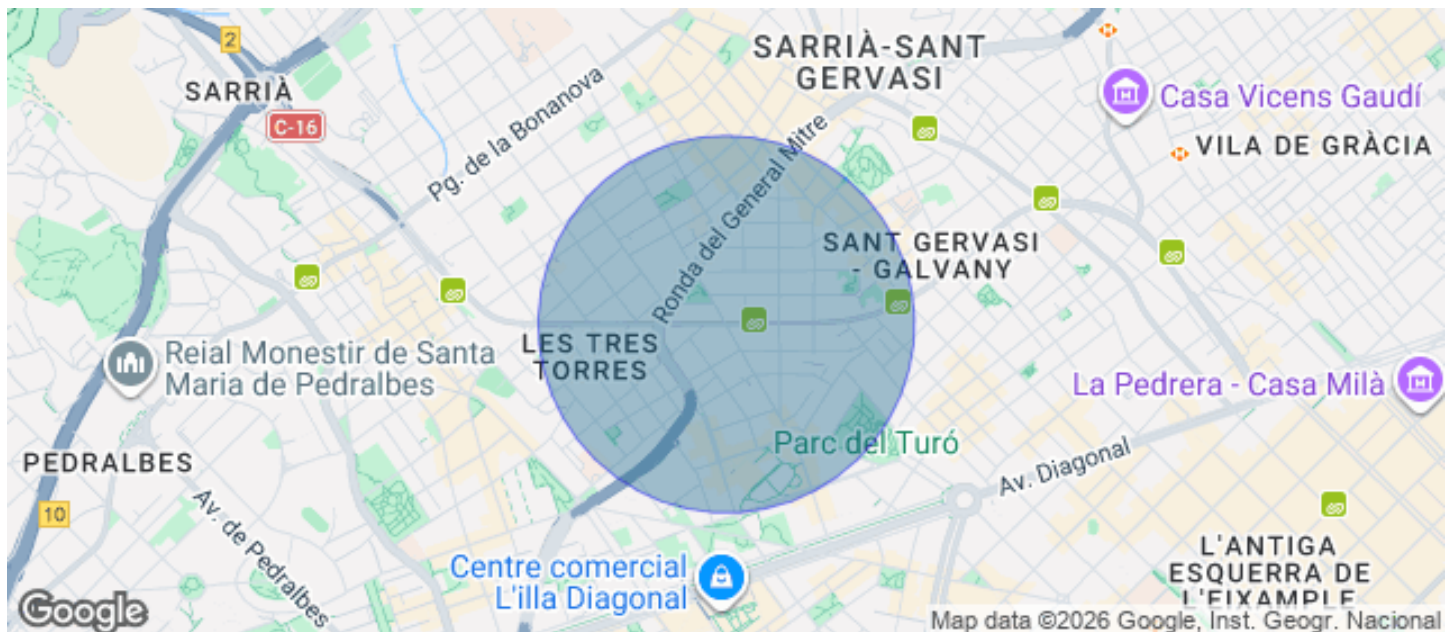 2
SARRIÀ
C-16
Pg. de la Bonanova
SARRIÀ-SANT
GERVASI
Casa Vicens Gaudí
VILA DE GRÀCIA
Ronda del General Mitre
SANT GERVASI
- GALVANY
LES TRES
TORRES
Reial Monestir de Santa
Maria de Pedralbes
La Pedrera - Casa Milà
PEDRALBES
Parc del Turó
Av. Diagonal
10
Av. de Pedralbes
Centre comercial
L'illa Diagonal
L'ANTIGA
ESQUERRA DE
L'EIXAMPLE
Google
Map data ©2026 Google, Inst. Geogr. Nacional